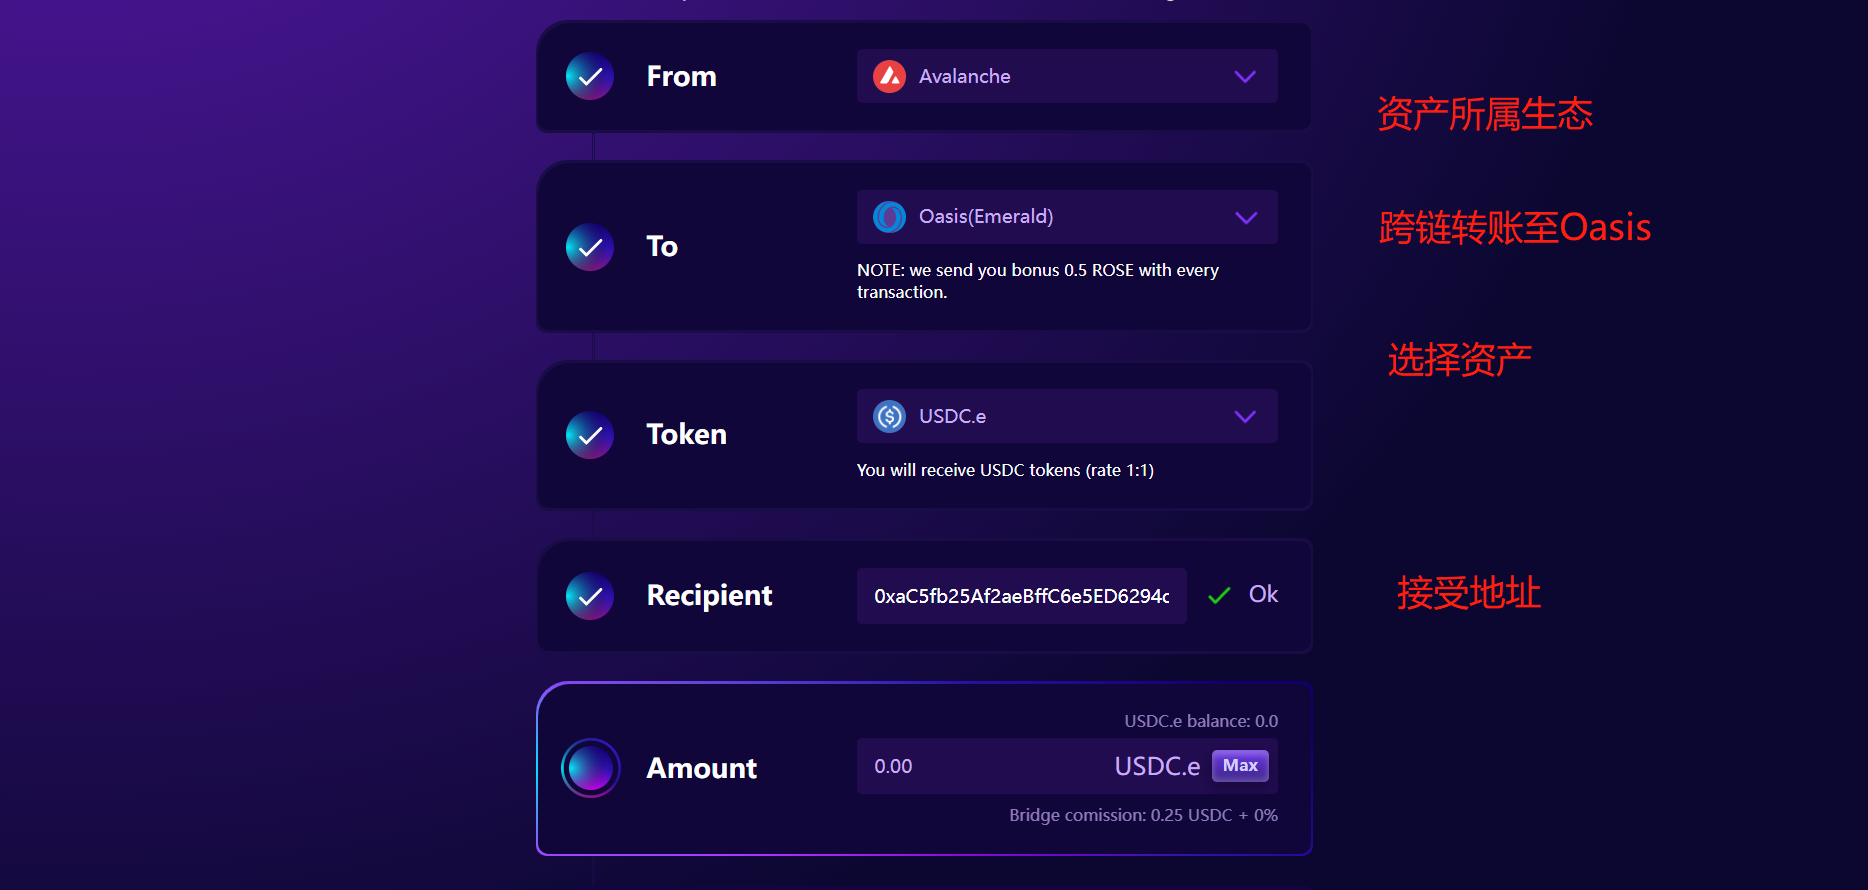 From
Avalanche
资产所属生态
To
Oasis(Emerald)
跨链转账至Oasis
NOTE: we send you bonus 0.5 ROSE with every
transaction.
选择资产
Token
USDC.e
You will receive USDC tokens (rate 1:1)
Recipient
0xaC5fb25Af2aeBffC6e5ED6294c
Ok
接受地址
USDC.e balance: 0.0
Amount
0.00
USDC.e
Max
Bridge comission: 0.25 USDC + 0%